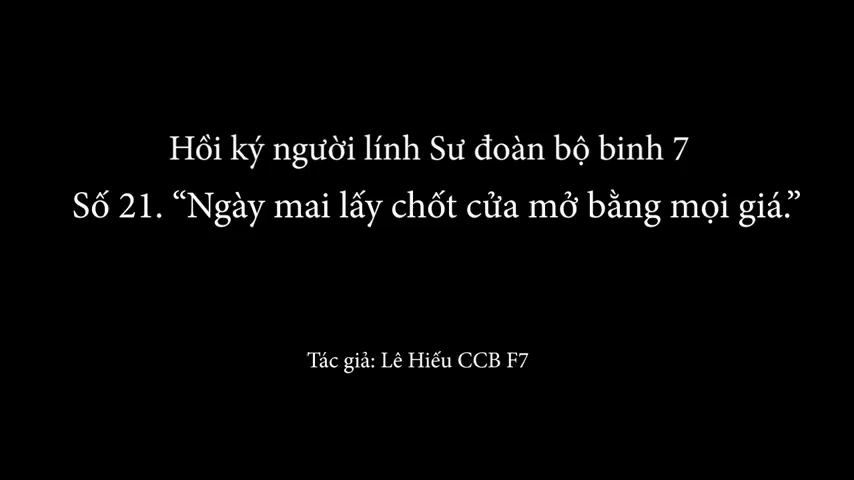 Hồi ký người lính Sư đoàn bộ binh 7
Số 21. “Ngày mai lấy chốt cửa mở bằng mọi giá.”
Tác giả: Lê Hiếu CCB F7